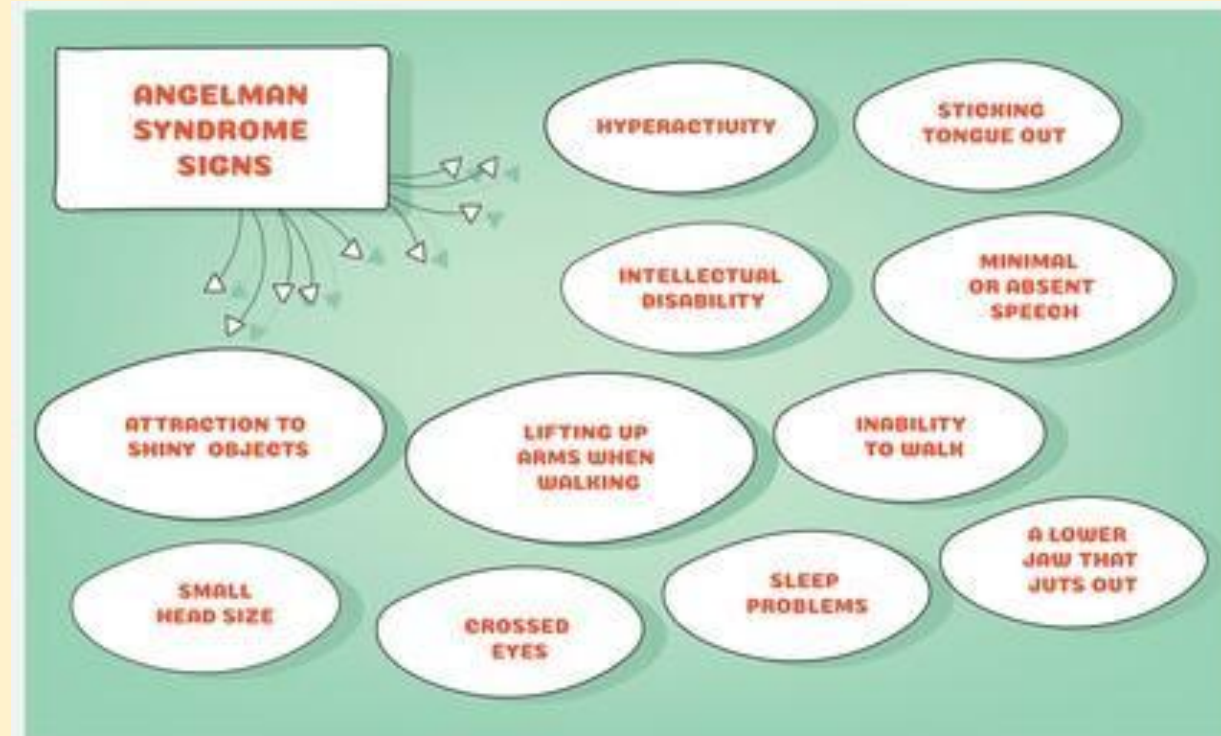 ANGELMAN
SYNDROME
SIGNS
HYPERACTIVITY
STICKING
TONGUE OUT
INTELLECTUAL
DISABILITY
MINIMAL
OR ABSENT
SPEECH
ATTRACTION TO
SHINY OBJECTS
LIFTING UP
ARMS WHEN
WALKING
INABILITY
TO WALK
SMALL
HEAD SIZE
CROSSED
EYES
SLEEP
PROBLEMS
A LOWER
JAW THAT
JUTS OUT